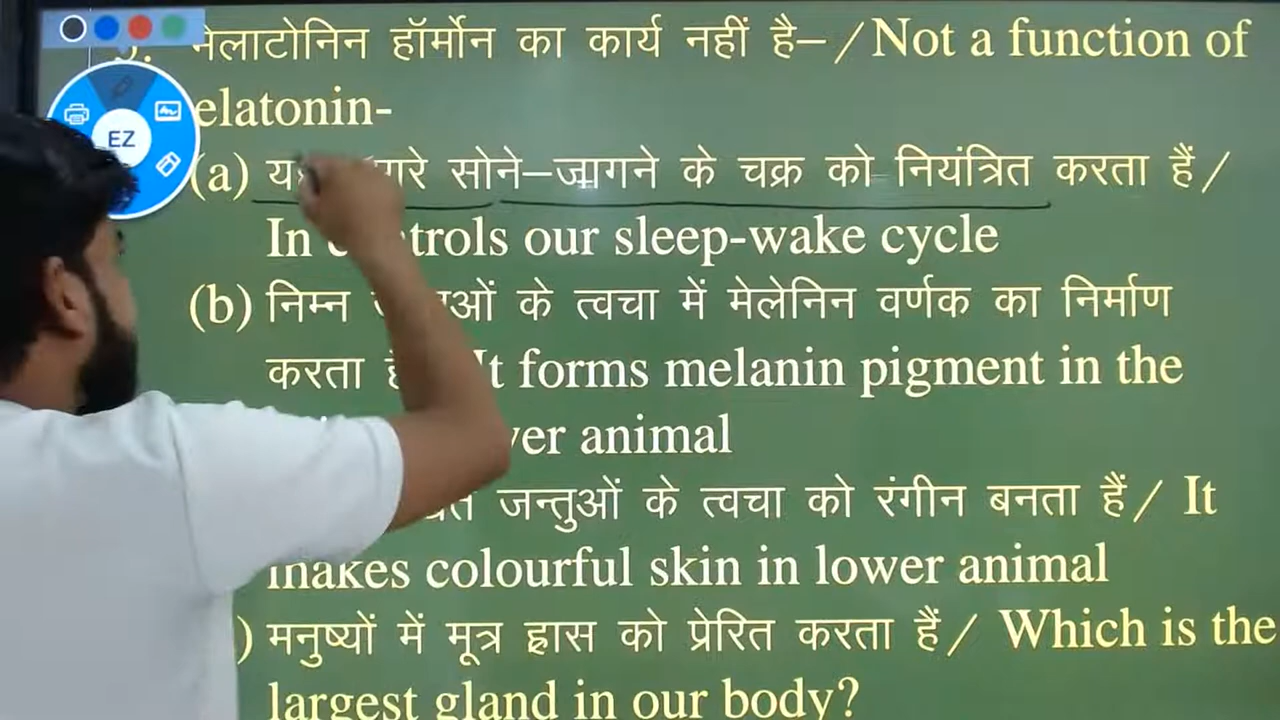 हॉर्मोन का कार्य नहीं है– / Not a function of
elatonin-
EZ
(a) सोने–जागने के चक्र को नियंत्रित करता हैं /
In our sleep-wake cycle
(b) निम्न के त्वचा में मेलेनिन वर्णक का निर्माण
करता It forms melanin pigment in the
animal
जन्तुओं के त्वचा को रंगीन बनता हैं / It
makes colourful skin in lower animal
) मनुष्यों में मूत्र ह्रास को प्रेरित करता हैं / Which is the
largest gland in our body?